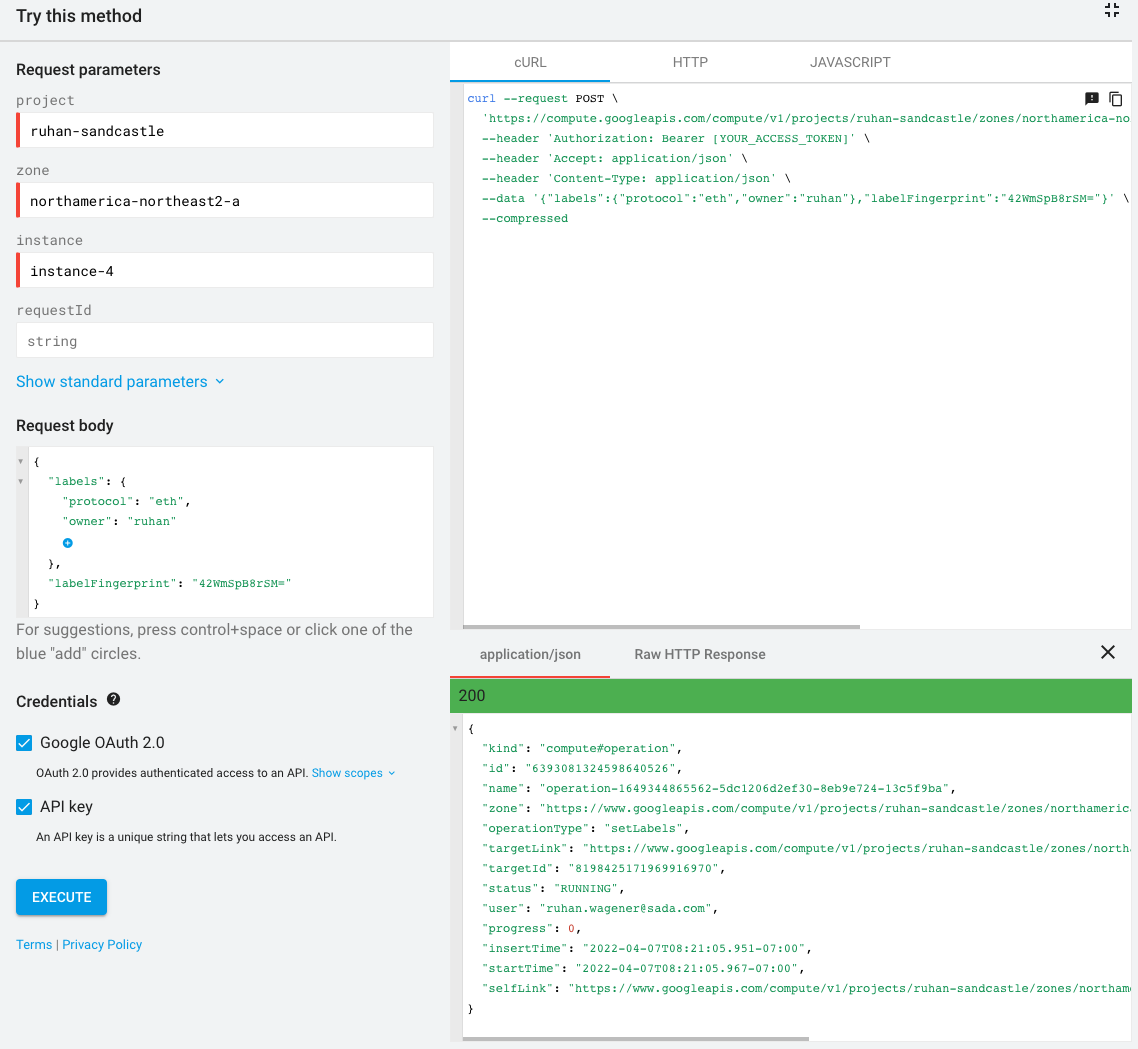 Try this method
Request parameters
project
ruhan-sandcastle
zone
northamerica-northeast2-a
instance
instance-4
requestId
string
Show standard parameters
Request body
{
"labels": {
"protocol": "eth",
"owner": "ruhan"
},
"labelFingerprint": "42WmSpB8rSM="
}
For suggestions, press control+space or click one of the
blue "add" circles.
Credentials
Google OAuth 2.0
OAuth 2.0 provides authenticated access to an API. Show scopes
API key
An API key is a unique string that lets you access an API.
EXECUTE
Terms | Privacy Policy
cURL HTTP JAVASCRIPT
curl --request POST \
'https://compute.googleapis.com/compute/v1/projects/ruhan-sandcastle/zones/northamerica-no
--header 'Authorization: Bearer [YOUR_ACCESS_TOKEN]' \
--header 'Accept: application/json' \
--header 'Content-Type: application/json' \
--data '{"labels":{"protocol":"eth","owner":"ruhan"},"labelFingerprint":"42WmSpB8rSM="}' \
--compressed
application/json Raw HTTP Response
200
{
"kind": "compute#operation",
"id": "6393081324598640526",
"name": "operation-1649344865562-5dc1206d2ef30-8eb9e724-13c5f9ba",
"zone": "https://www.googleapis.com/compute/v1/projects/ruhan-sandcastle/zones/northameric
"operationType": "setLabels",
"targetLink": "https://www.googleapis.com/compute/v1/projects/ruhan-sandcastle/zones/north
"targetId": "8198425171969916970",
"status": "RUNNING",
"user": "ruhan.wagener@sada.com",
"progress": 0,
"insertTime": "2022-04-07T08:21:05.951-07:00",
"startTime": "2022-04-07T08:21:05.967-07:00",
"selfLink": "https://www.googleapis.com/compute/v1/projects/ruhan-sandcastle/zones/northam
}